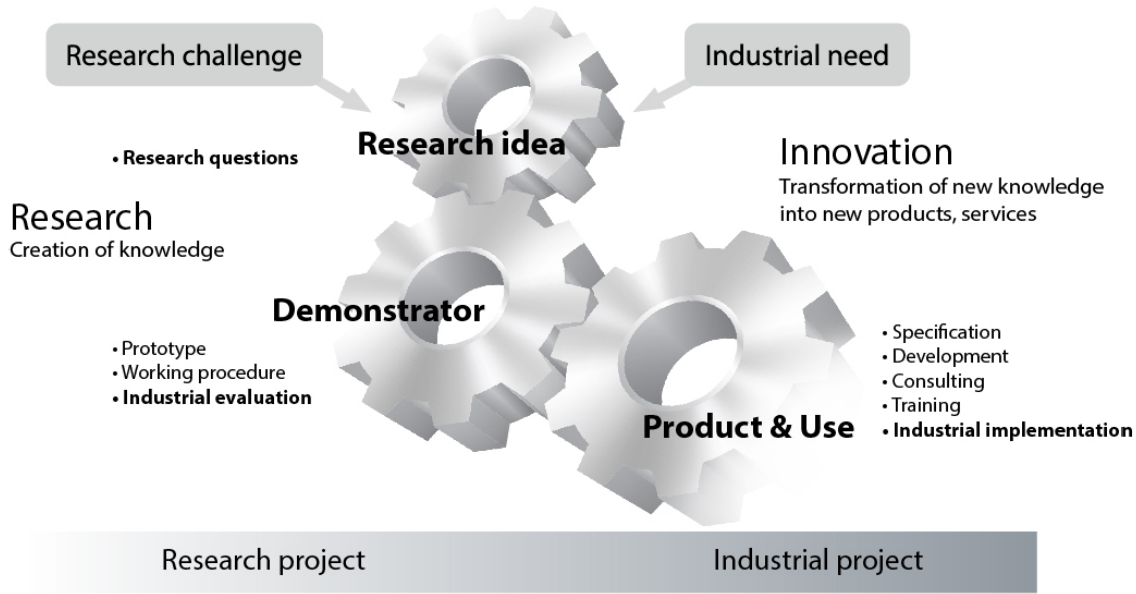 Research challenge
Industrial need
Research idea
• Research questions
Innovation
Transformation of new knowledge
into new products, services
Research
Creation of knowledge
Demonstrator
• Prototype
• Working procedure
• Industrial evaluation
Product & Use
• Specification
• Development
• Consulting
• Training
• Industrial implementation
Research project
Industrial project